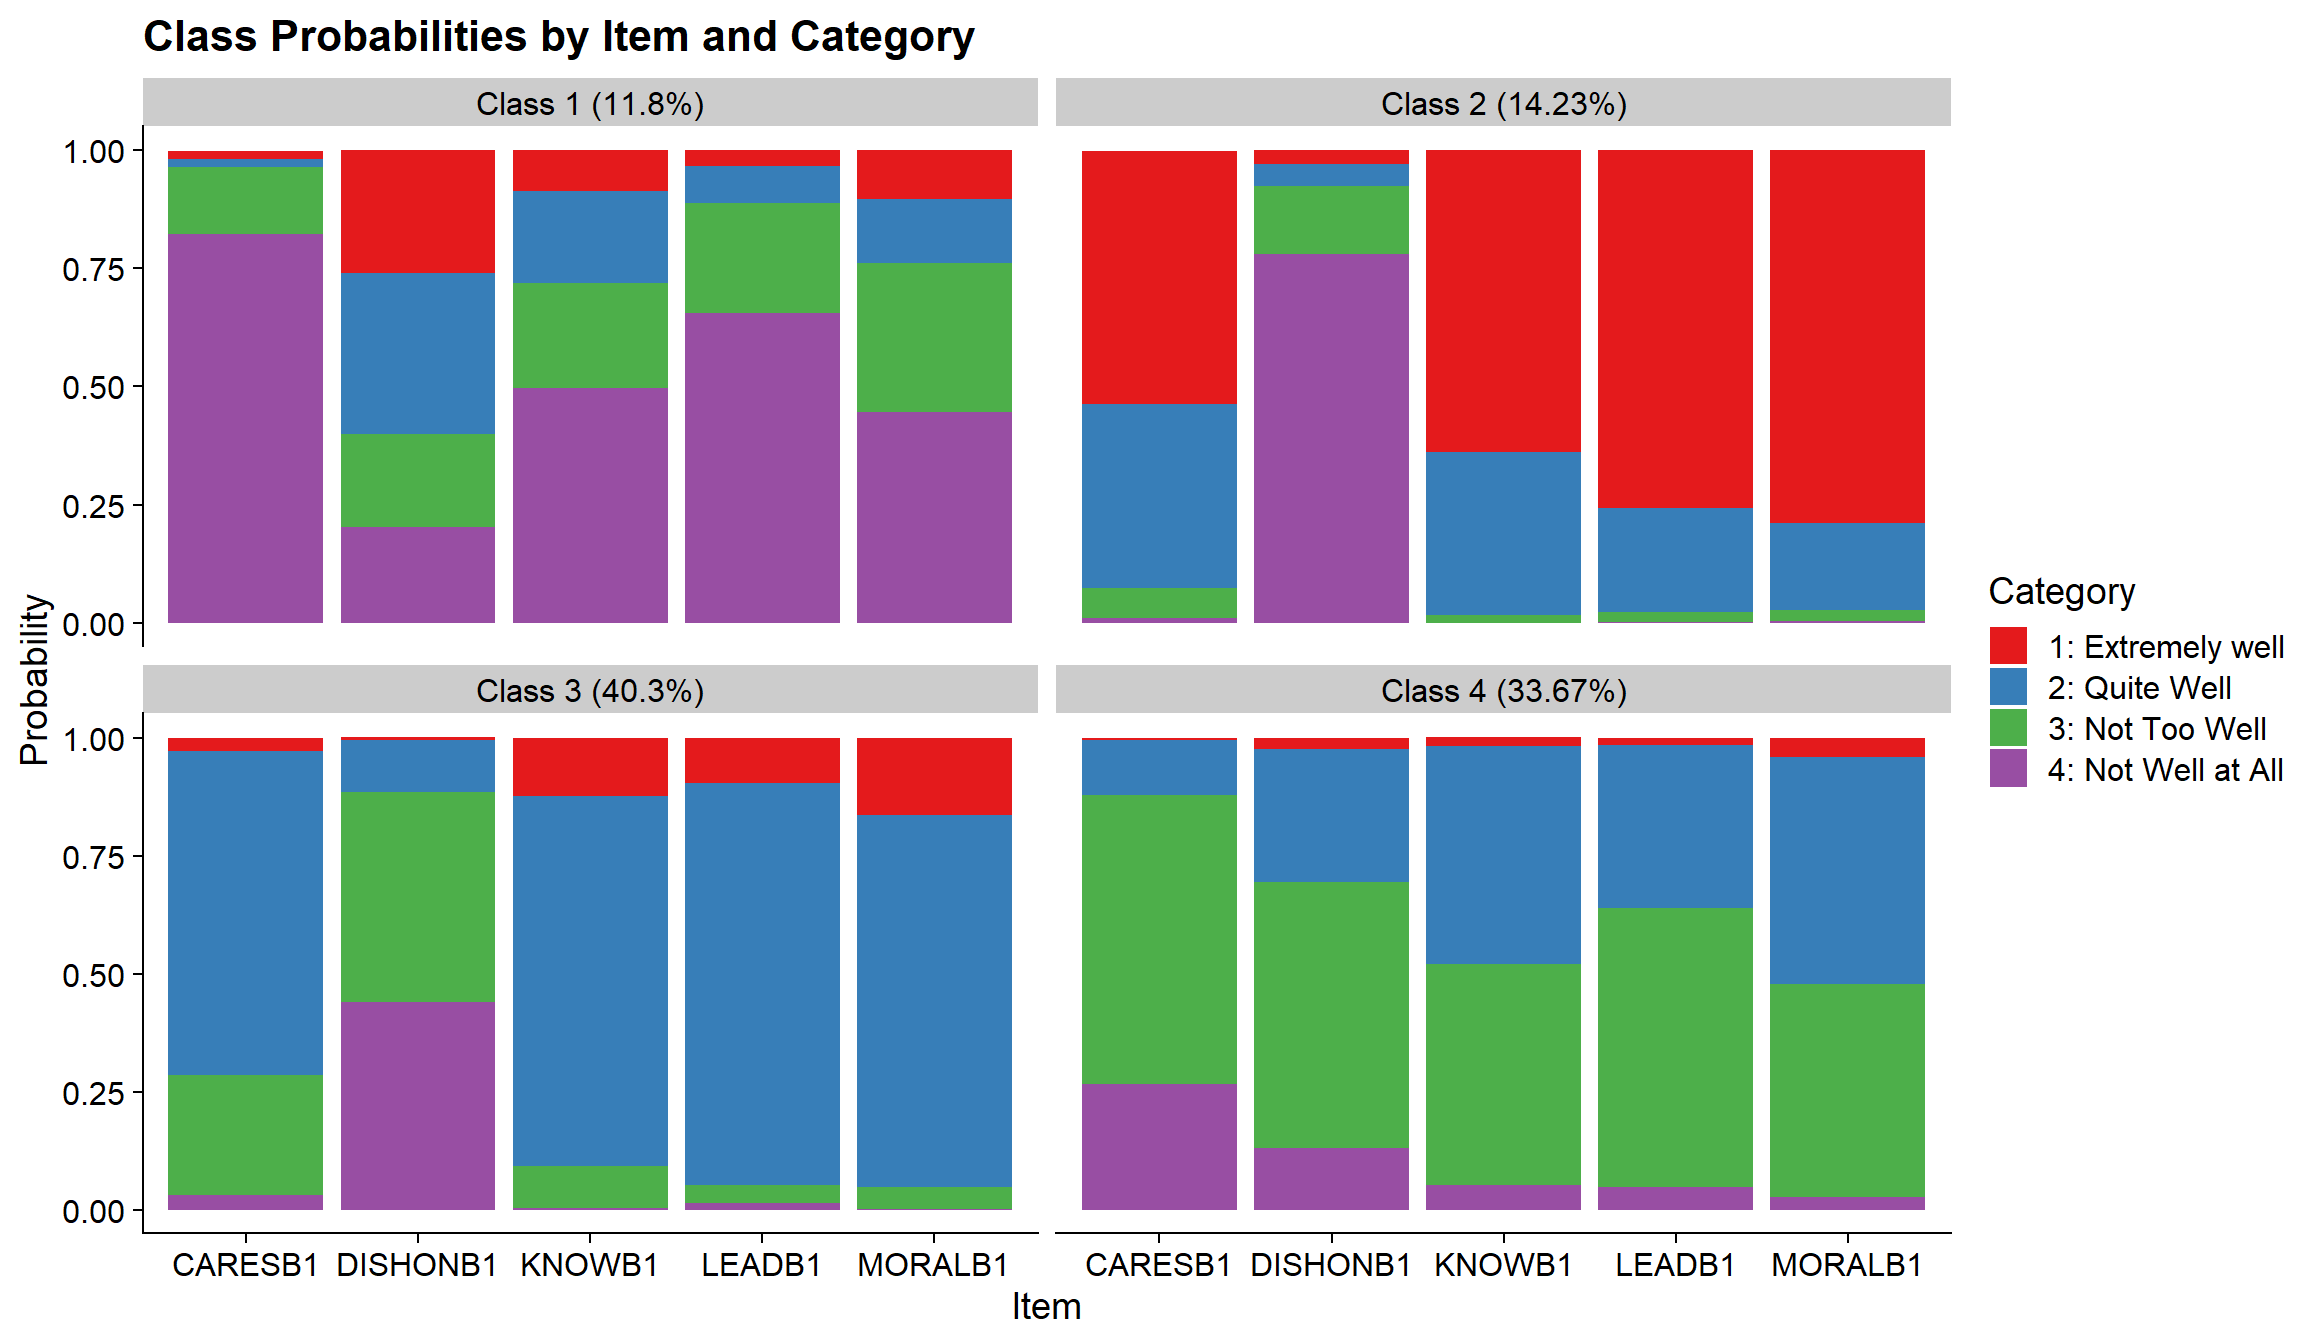 Class Probabilities by Item and Category
Class 1 (11.8%)
Class 2 (14.23%)
1.00
0.75
0.50
0.25
0.00
Probability
Class 3 (40.3%)
Class 4 (33.67%)
1.00
0.75
0.50
0.25
0.00
CARESB1 DISHONB1 KNOWB1 LEADB1 MORALB1
CARESB1 DISHONB1 KNOWB1 LEADB1 MORALB1
Item
Category
1: Extremely well
2: Quite Well
3: Not Too Well
4: Not Well at All